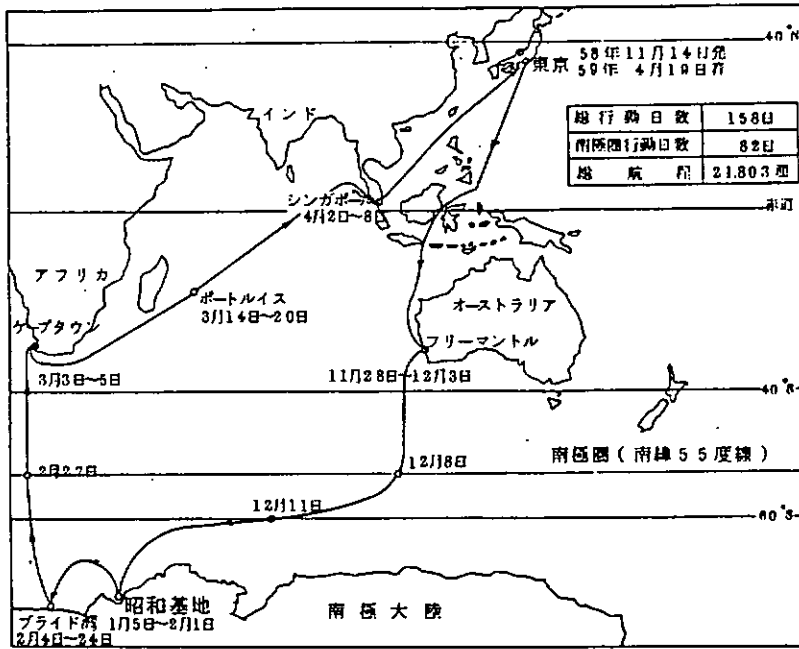 40°N
58年11月14日発
東京
59年 4月19日着
インド
総行動日数 158日
南極圏行動日数 82日
総航程 21,803浬
シンガポール
4月2日~8日
赤道
アフリカ
ポートルイス
3月14日~20日
オーストラリア
ケープタウン
フリーマントル
3月3日~5日
11月28日~12月3日
40°S
2月27日
12月8日
南極圏(南緯55度線)
12月11日
60°S
昭和基地
1月5日~2月1日
ブライド湾
2月4日~24日
南極大陸